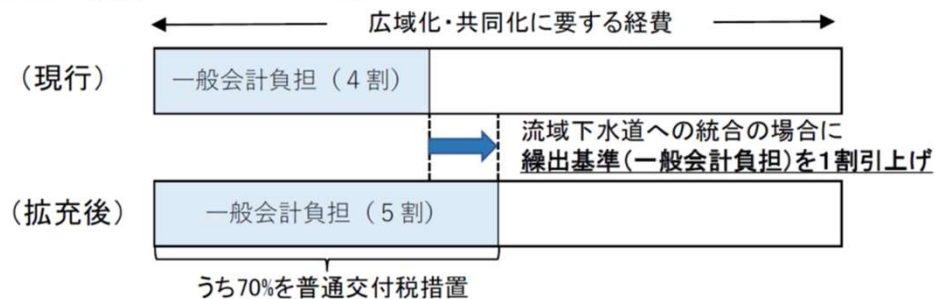 広域化・共同化に要する経費
(現行)
一般会計負担(4割)
流域下水道への統合の場合に
繰出基準(一般会計負担)を1割引上げ
(拡充後)
一般会計負担(5割)
うち70%を普通交付税措置